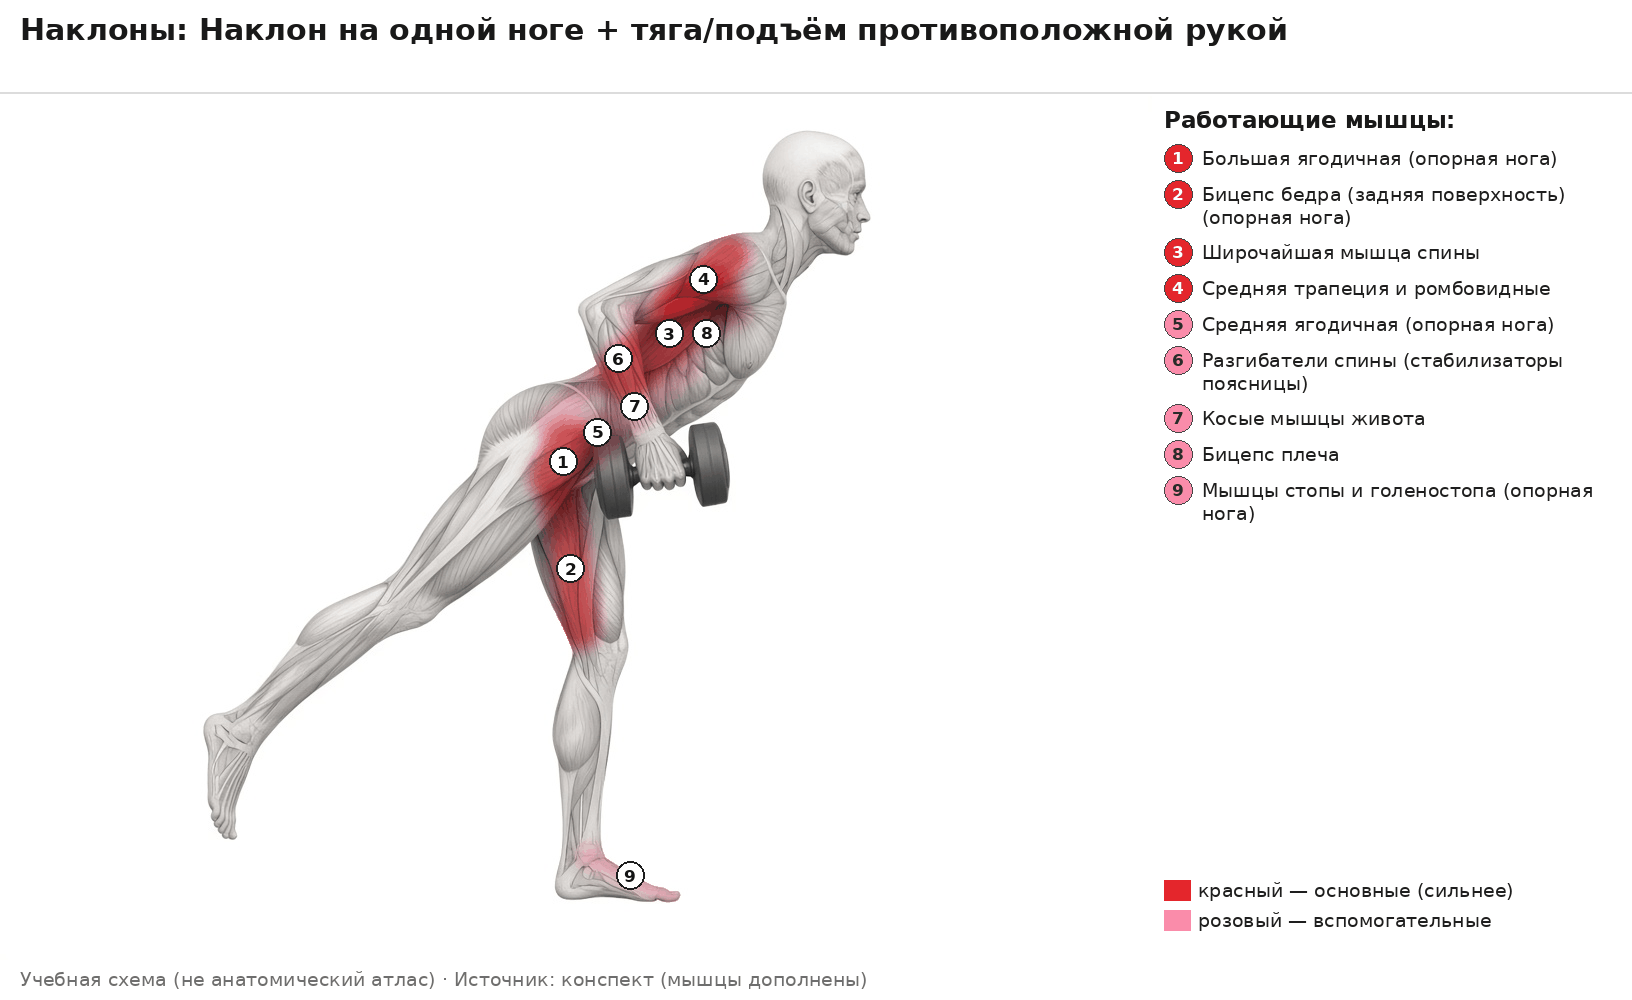 Наклоны: Наклон на одной ноге + тяга/подъём противоположной рукой
Работающие мышцы:
1 Большая ягодичная (опорная нога)
2 Бицепс бедра (задняя поверхность)
(опорная нога)
3 Широчайшая мышца спины
4 Средняя трапеция и ромбовидные
5 Средняя ягодичная (опорная нога)
6 Разгибатели спины (стабилизаторы
поясницы)
7 Косые мышцы живота
8 Бицепс плеча
9 Мышцы стопы и голеностопа (опорная
нога)
4
3 8
6
7
5
1
2
9
красный — основные (сильнее)
розовый — вспомогательные
Учебная схема (не анатомический атлас) · Источник: конспект (мышцы дополнены)